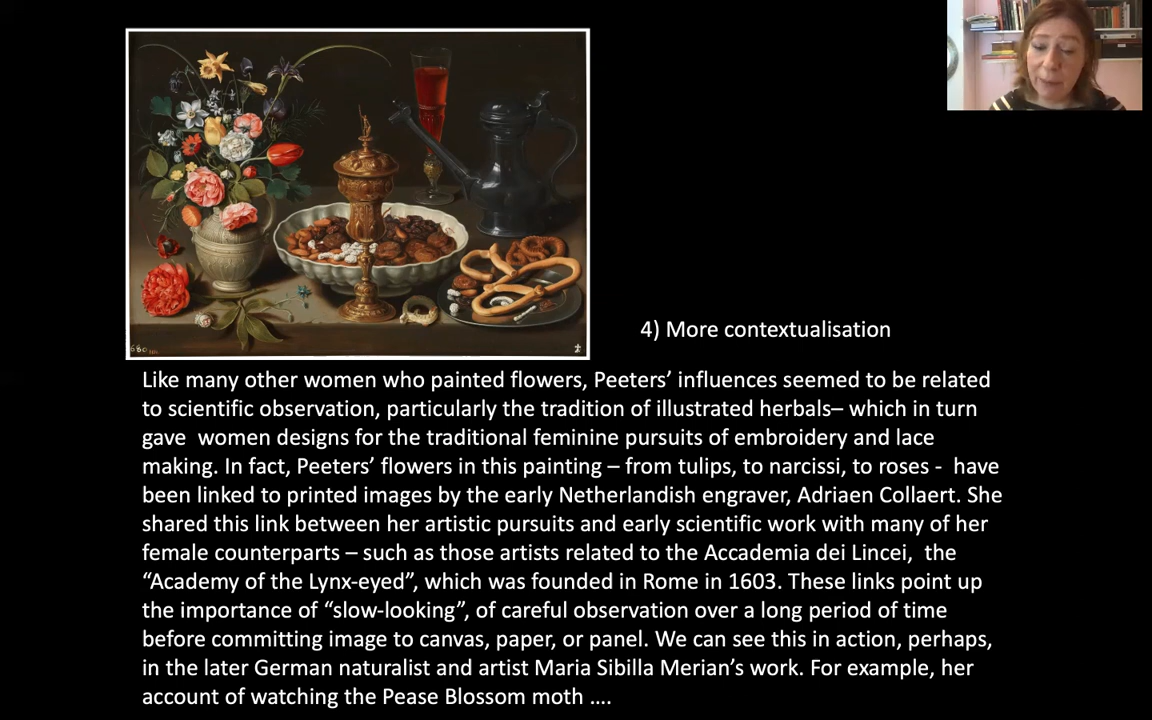 680
4) More contextualisation
Like many other women who painted flowers, Peeters’ influences seemed to be related
to scientific observation, particularly the tradition of illustrated herbals– which in turn
gave  women designs for the traditional feminine pursuits of embroidery and lace
making. In fact, Peeters’ flowers in this painting – from tulips, to narcissi, to roses -  have
been linked to printed images by the early Netherlandish engraver, Adriaen Collaert. She
shared this link between her artistic pursuits and early scientific work with many of her
female counterparts – such as those artists related to the Accademia dei Lincei,  the
“Academy of the Lynx-eyed”, which was founded in Rome in 1603. These links point up
the importance of “slow-looking”, of careful observation over a long period of time
before committing image to canvas, paper, or panel. We can see this in action, perhaps,
in the later German naturalist and artist Maria Sibilla Merian’s work. For example, her
account of watching the Pease Blossom moth ....